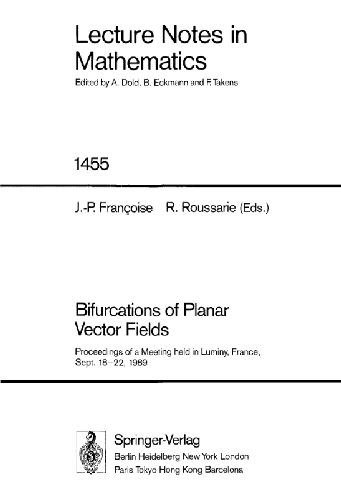 Lecture Notes in
Mathematics
Edited by A. Dold, B. Eckmann and F. Takens
1455
J.-P. Françoise R. Roussarie (Eds.)
Bifurcations of Planar
Vector Fields
Proceedings of a Meeting held in Luminy, France,
Sept. 18–22, 1989
Springer-Verlag
Berlin Heidelberg New York London
Paris Tokyo Hong Kong Barcelona